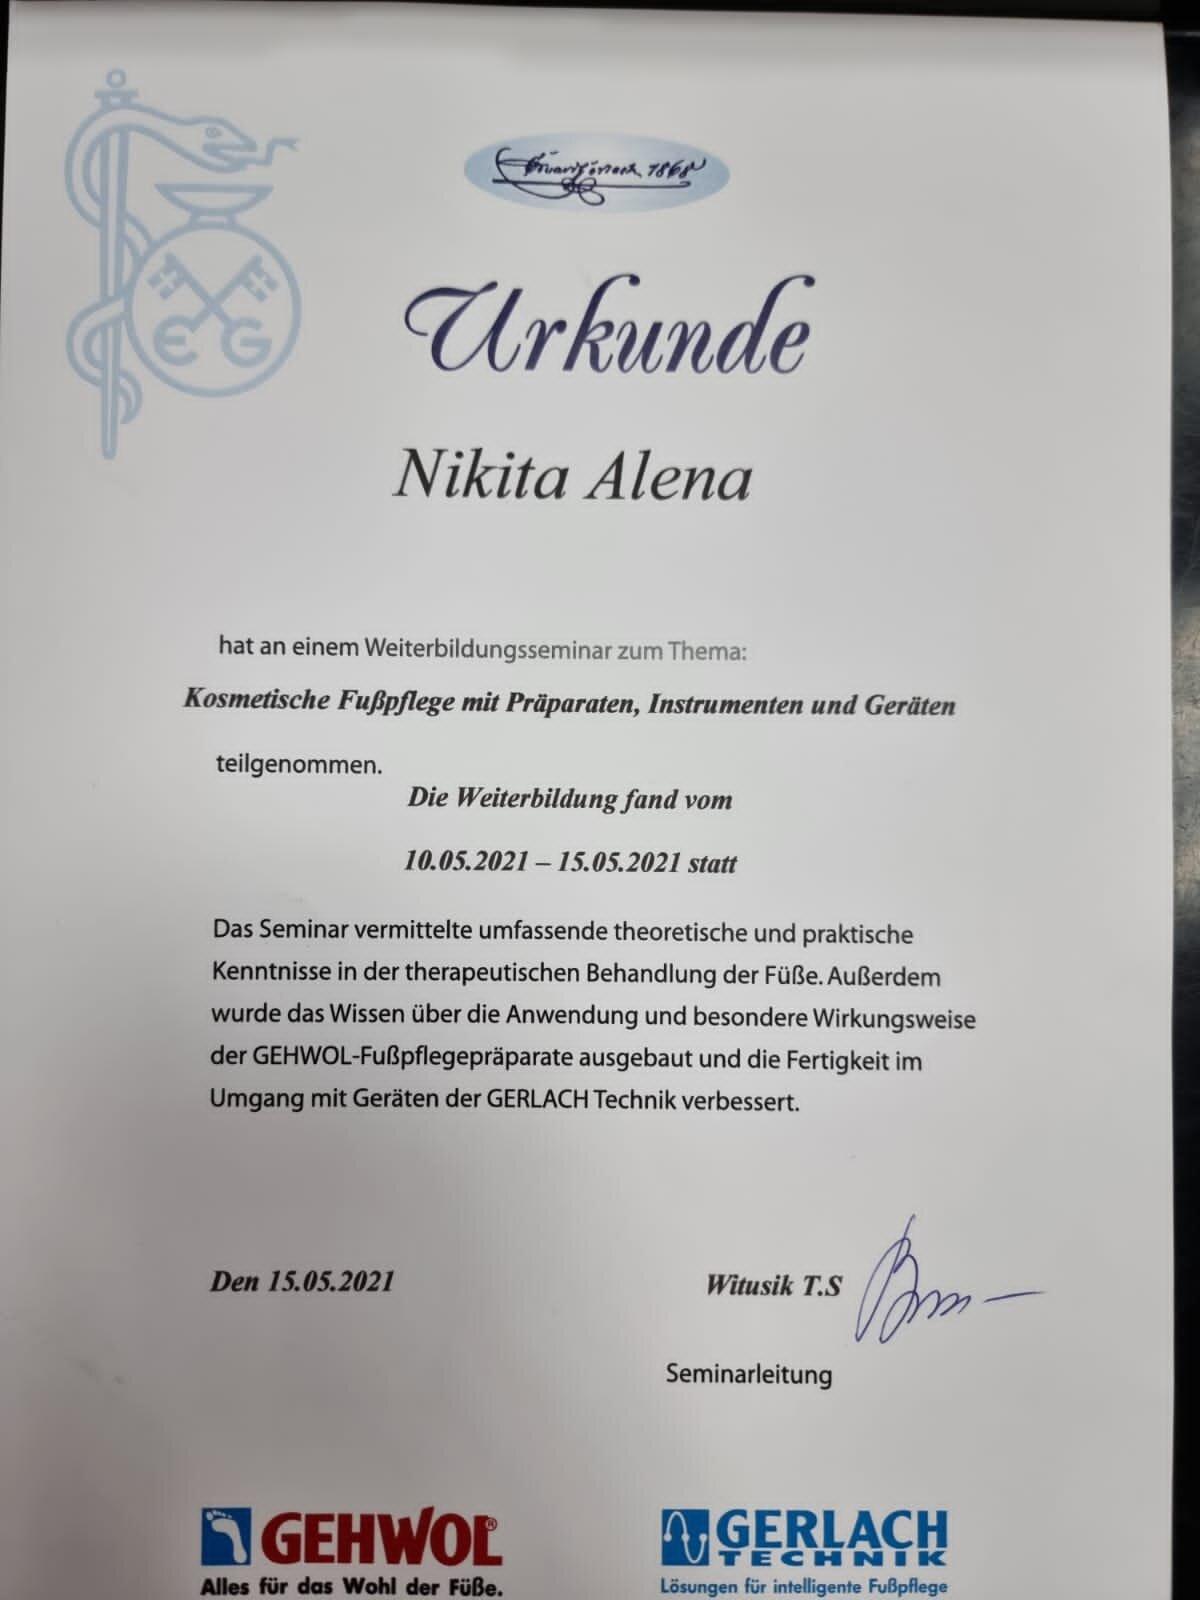 1868
Urkunde
E G
Nikita Alena
hat an einem Weiterbildungsseminar zum Thema:
Kosmetische Fußpflege mit Präparaten, Instrumenten und Geräten
teilgenommen.
Die Weiterbildung fand vom
10.05.2021 – 15.05.2021 statt
Das Seminar vermittelte umfassende theoretische und praktische
Kenntnisse in der therapeutischen Behandlung der Füße. Außerdem
wurde das Wissen über die Anwendung und besondere Wirkungsweise
der GEHWOL-Fußpflegepräparate ausgebaut und die Fertigkeit im
Umgang mit Geräten der GERLACH Technik verbessert.
Den 15.05.2021
Witusik T.S
Seminarleitung
GEHWOL®
Alles für das Wohl der Füße.
GERLACH
TECHNIK
Lösungen für intelligente Fußpflege